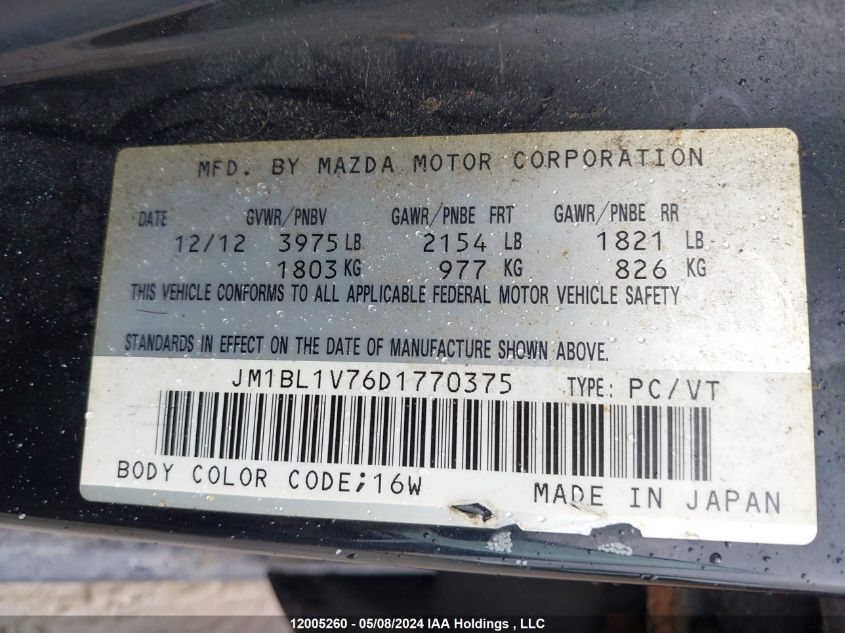 MFD. BY MAZDA MOTOR CORPORATION
DATE GVWR/PNBV GAWR/PNBE FRT GAWR/PNBE RR
12/12 3975 LB 2154 LB 1821 LB
1803 KG 977 KG 826 KG
THIS VEHICLE CONFORMS TO ALL APPLICABLE FEDERAL MOTOR VEHICLE SAFETY
STANDARDS IN EFFECT ON THE DATE OF MANUFACTURE SHOWN ABOVE.
JM1BL1V76D1770375 TYPE: PC/VT
BODY COLOR CODE;16W MADE IN JAPAN
12005260 - 05/08/2024 IAA Holdings , LLC